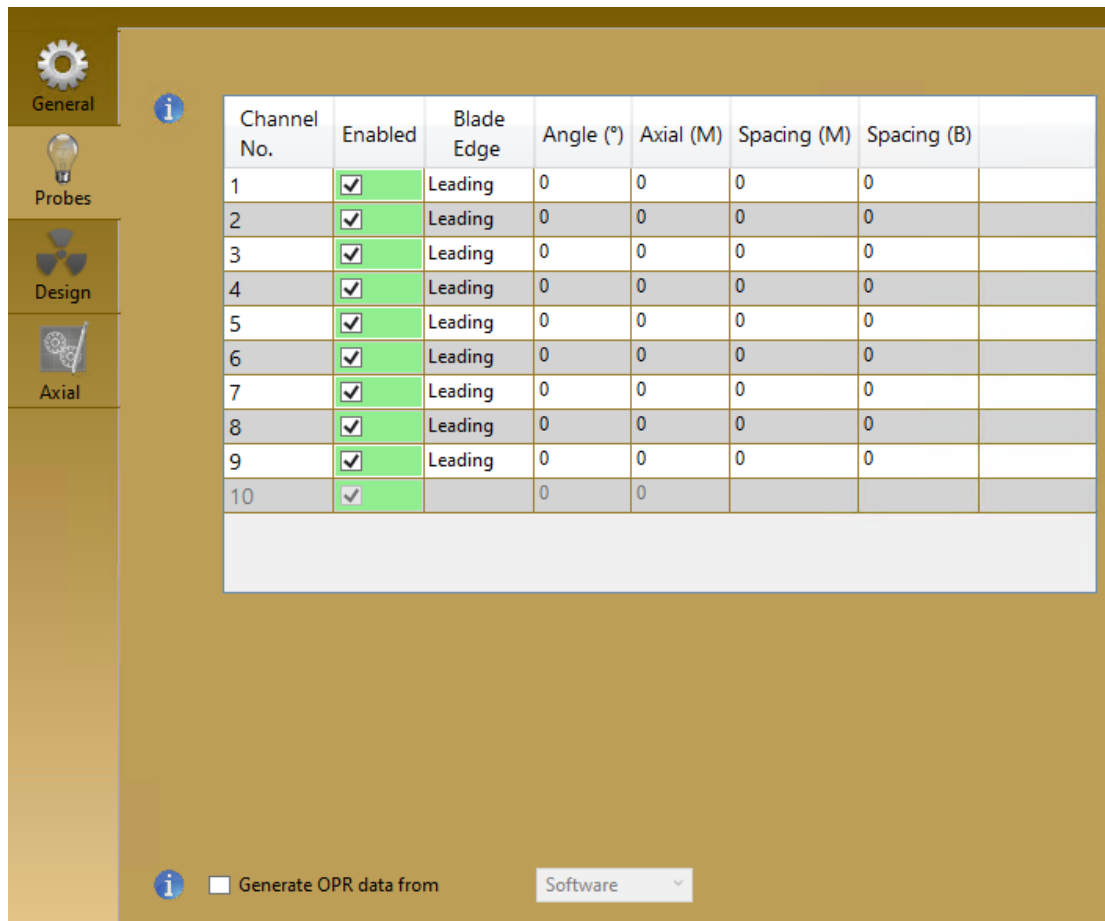 General
Probes
Design
Axial
Channel No. Enabled Blade Edge Angle (°) Axial (M) Spacing (M) Spacing (B)
1 Leading 0 0 0 0
2 Leading 0 0 0 0
3 Leading 0 0 0 0
4 Leading 0 0 0 0
5 Leading 0 0 0 0
6 Leading 0 0 0 0
7 Leading 0 0 0 0
8 Leading 0 0 0 0
9 Leading 0 0 0 0
10 0 0
Generate OPR data from Software